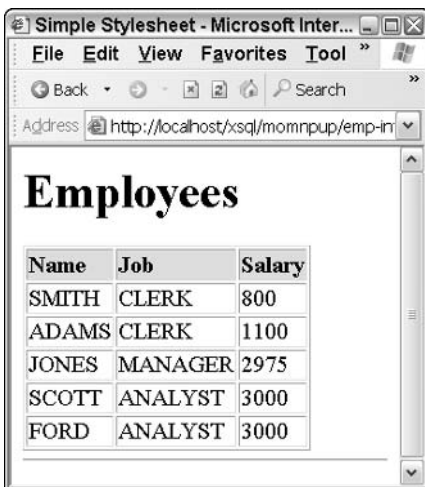 Simple Stylesheet - Microsoft Inter...
File Edit View Favorites Tool »
Back Search »
Address http://localhost/xsql/momnpup/emp-in
Employees
Name Job Salary
SMITH CLERK 800
ADAMS CLERK 1100
JONES MANAGER 2975
SCOTT ANALYST 3000
FORD ANALYST 3000